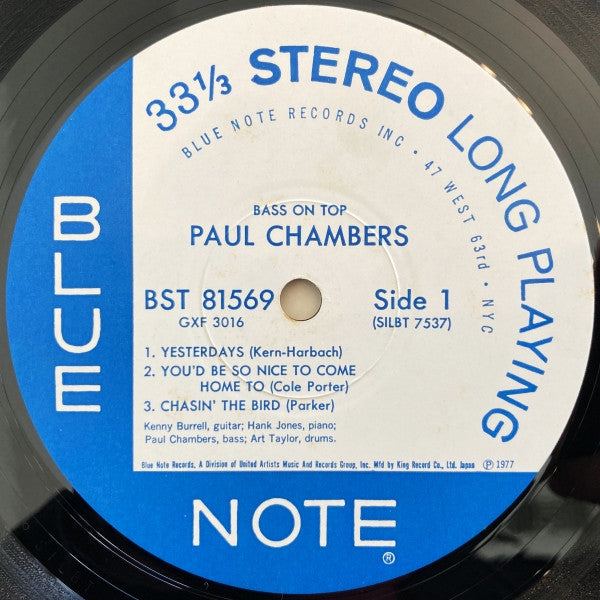 33⅓ STEREO LONG PLAYING
BLUE NOTE RECORDS INC • 47 WEST 63rd • NYC
BASS ON TOP
PAUL CHAMBERS
BST 81569 Side 1
GXF 3016 (SILBT 7537)
1. YESTERDAYS (Kern-Harbach)
2. YOU'D BE SO NICE TO COME
HOME TO (Cole Porter)
3. CHASIN' THE BIRD (Parker)
Kenny Burrell, guitar; Hank Jones, piano;
Paul Chambers, bass; Art Taylor, drums.
Blue Note Records, A Division of United Artists Music And Records Group, Inc. Mfd by King Record Co., Ltd. Japan ℗ 1977
BLUE
NOTE®